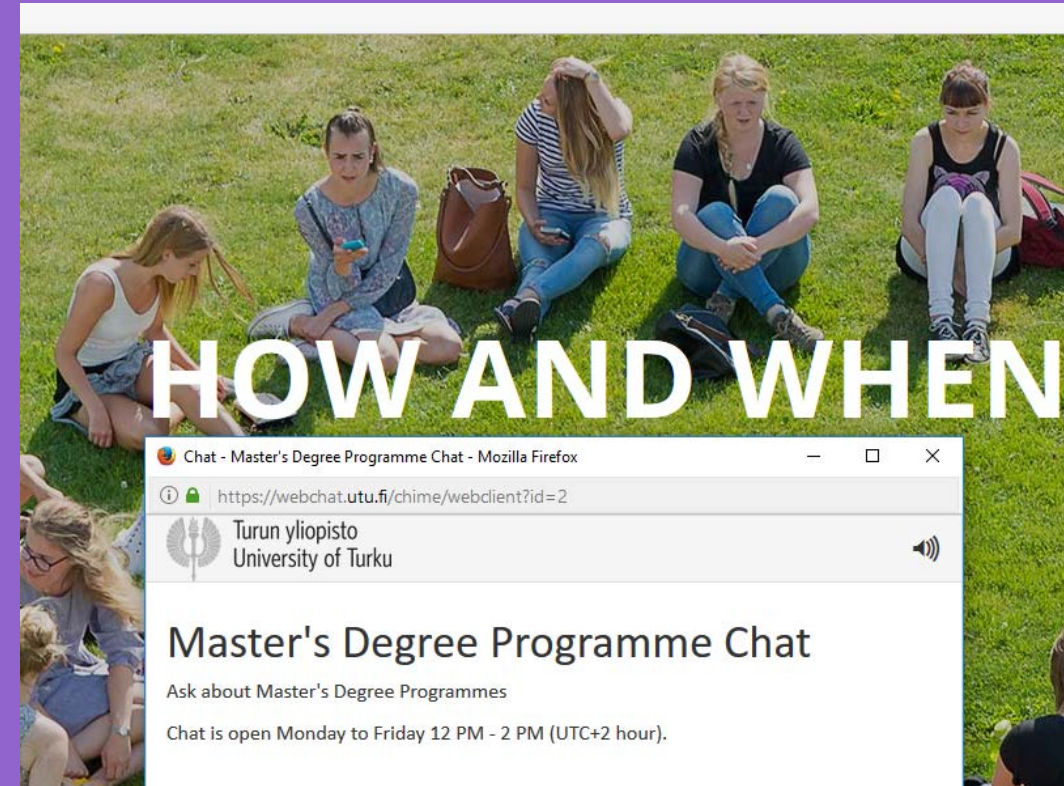 HOW AND WHEN
Chat - Master's Degree Programme Chat - Mozilla Firefox
https://webchat.utu.fi/chime/webclient?id=2
Turun yliopisto
University of Turku
Master's Degree Programme Chat
Ask about Master's Degree Programmes
Chat is open Monday to Friday 12 PM - 2 PM (UTC+2 hour).